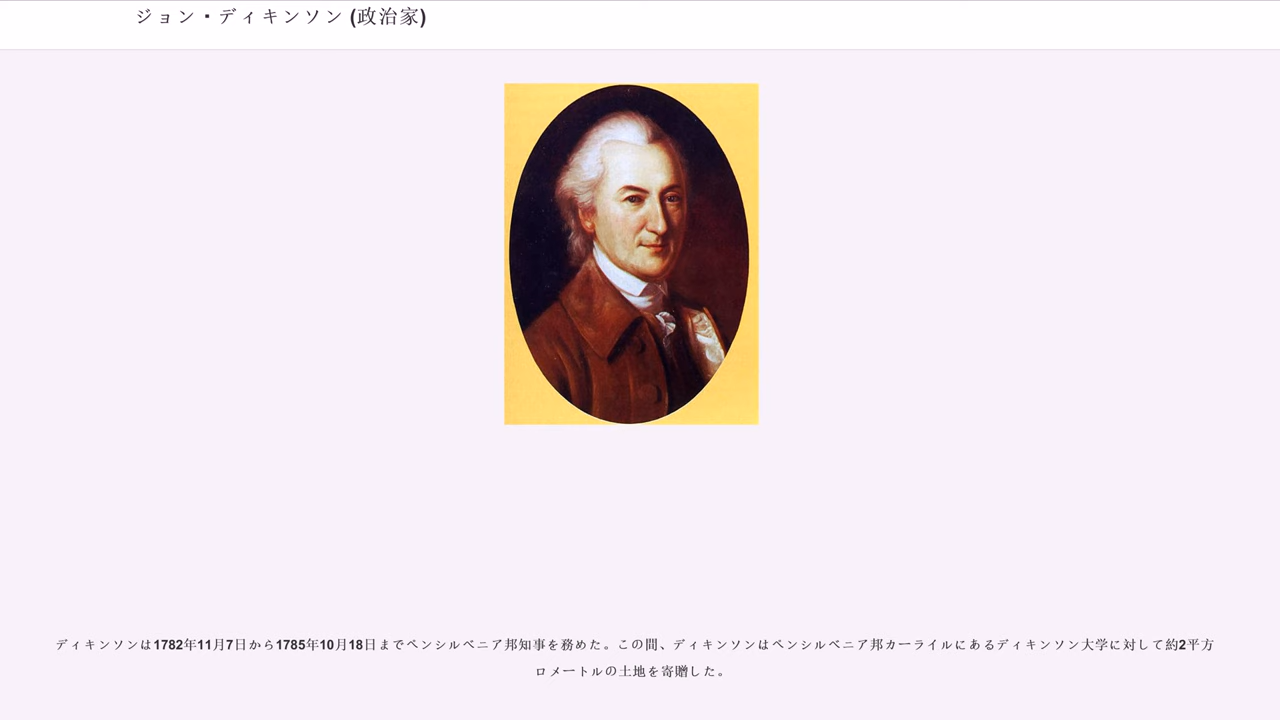 ジョン・ディキンソン (政治家)
ディキンソンは1782年11月7日から1785年10月18日までペンシルベニア邦知事を務めた。この間、ディキンソンはペンシルベニア邦カーライルにあるディキンソン大学に対して約2平方
ロメートルの土地を寄贈した。